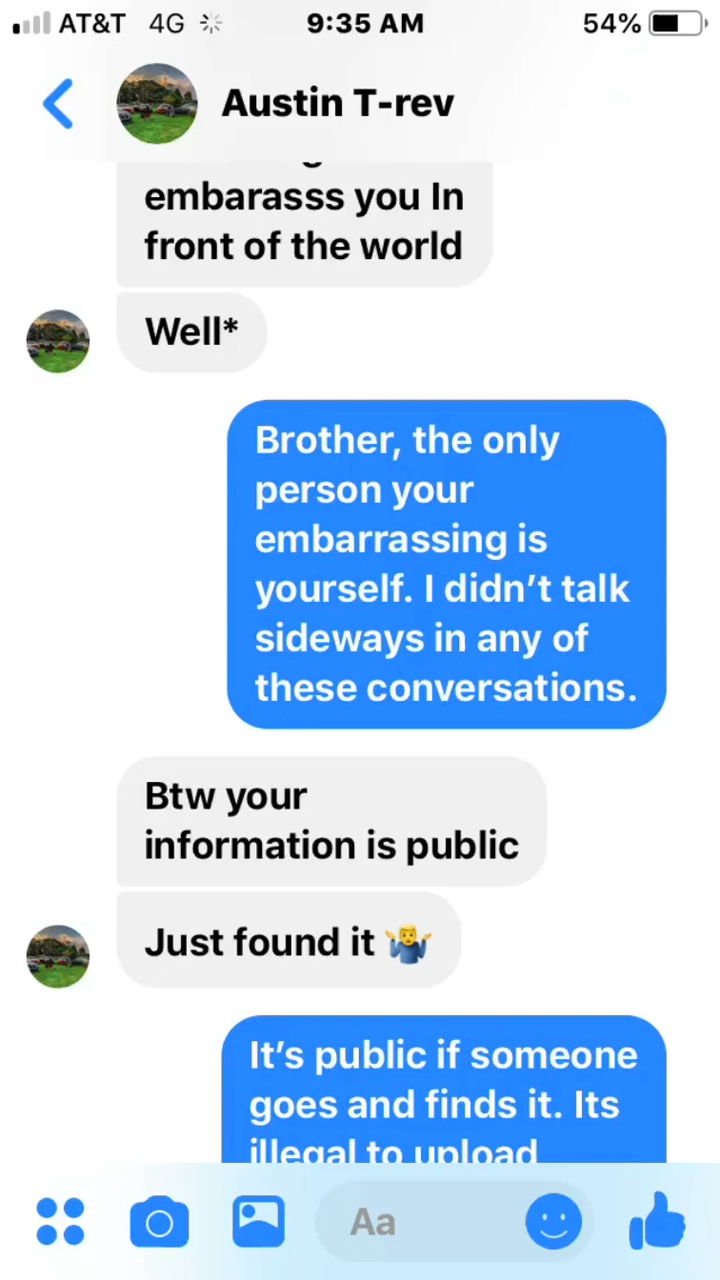 AT&T 4G 9:35 AM 54%
Austin T-rev
embarasss you In
front of the world
Well*
Brother, the only
person your
embarrassing is
yourself. I didn’t talk
sideways in any of
these conversations.
Btw your
information is public
Just found it 🤷‍♂️
It’s public if someone
goes and finds it. Its
illegal to upload
Aa